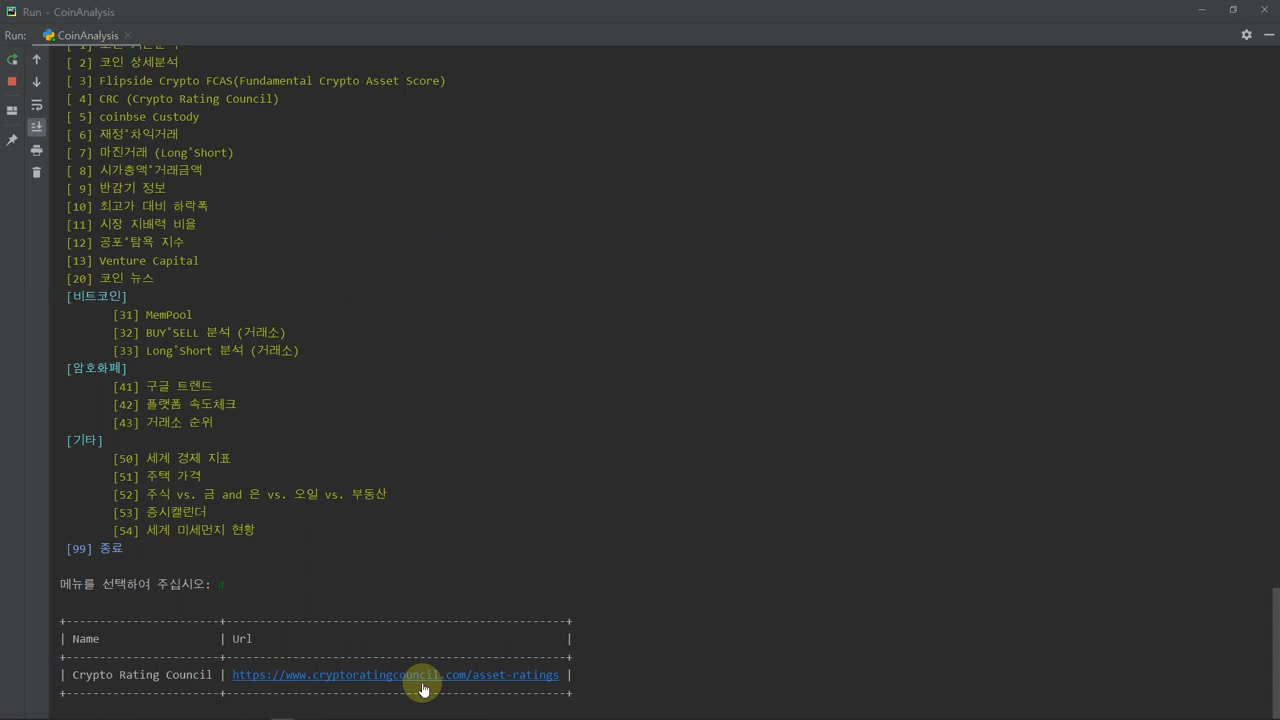 Run - CoinAnalysis
Run: CoinAnalysis
[ 2] 코인 상세분석
[ 3] Flipside Crypto FCAS(Fundamental Crypto Asset Score)
[ 4] CRC (Crypto Rating Council)
[ 5] coinbse Custody
[ 6] 재정°차익거래
[ 7] 마진거래 (Long°Short)
[ 8] 시가총액°거래금액
[ 9] 반감기 정보
[10] 최고가 대비 하락폭
[11] 시장 지배력 비율
[12] 공포°탐욕 지수
[13] Venture Capital
[20] 코인 뉴스
[비트코인]
[31] MemPool
[32] BUY°SELL 분석 (거래소)
[33] Long°Short 분석 (거래소)
[암호화폐]
[41] 구글 트렌드
[42] 플랫폼 속도체크
[43] 거래소 순위
[기타]
[50] 세계 경제 지표
[51] 주택 가격
[52] 주식 vs. 금 and 은 vs. 오일 vs. 부동산
[53] 증시캘린더
[54] 세계 미세먼지 현황
[99] 종료
메뉴를 선택하여 주십시오: 4
+----------------------+-----------------------------------------------+
| Name | Url |
+----------------------+-----------------------------------------------+
| Crypto Rating Council | https://www.cryptoratingcouncil.com/asset-ratings |
+----------------------+-----------------------------------------------+